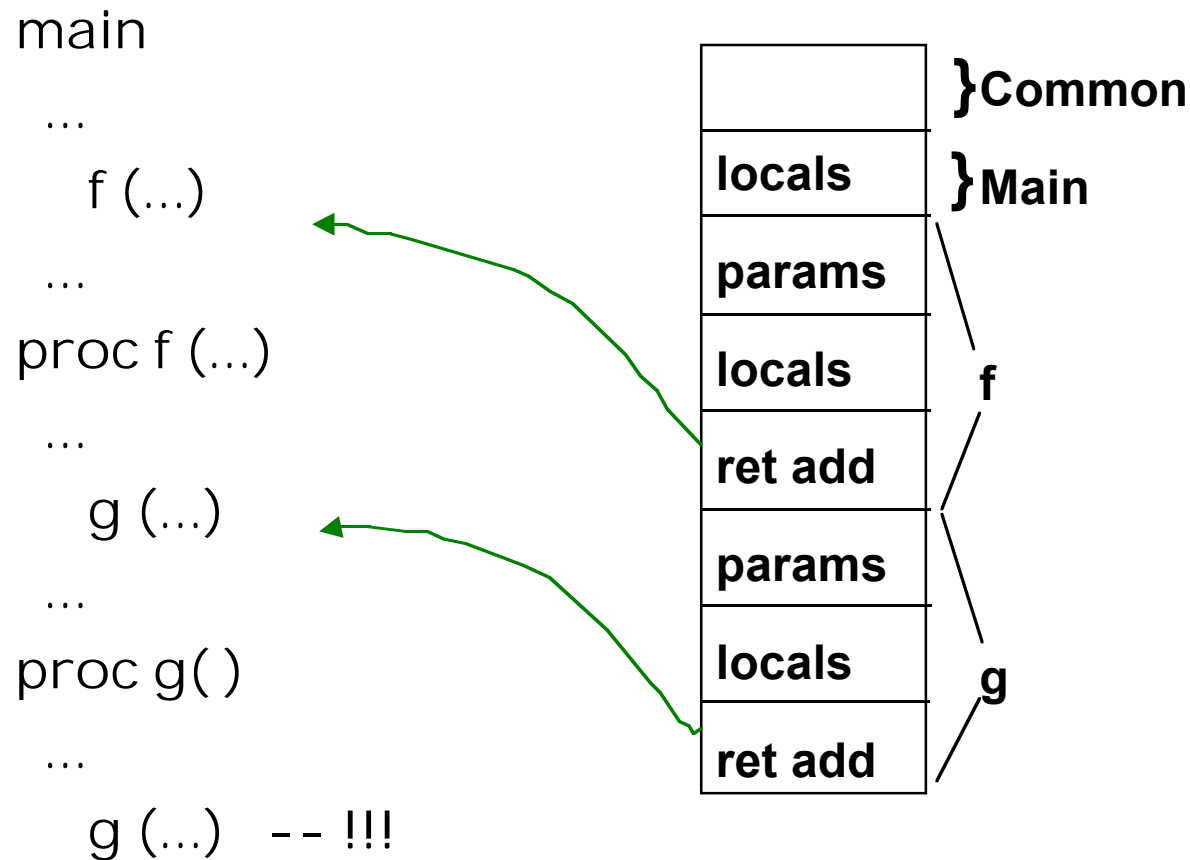 main
...
f (...)
...
proc f (...)
...
g (...)
...
proc g( )
...
g (...) -- !!!
}Common
locals
}Main
params
locals
f
ret add
params
locals
g
ret add